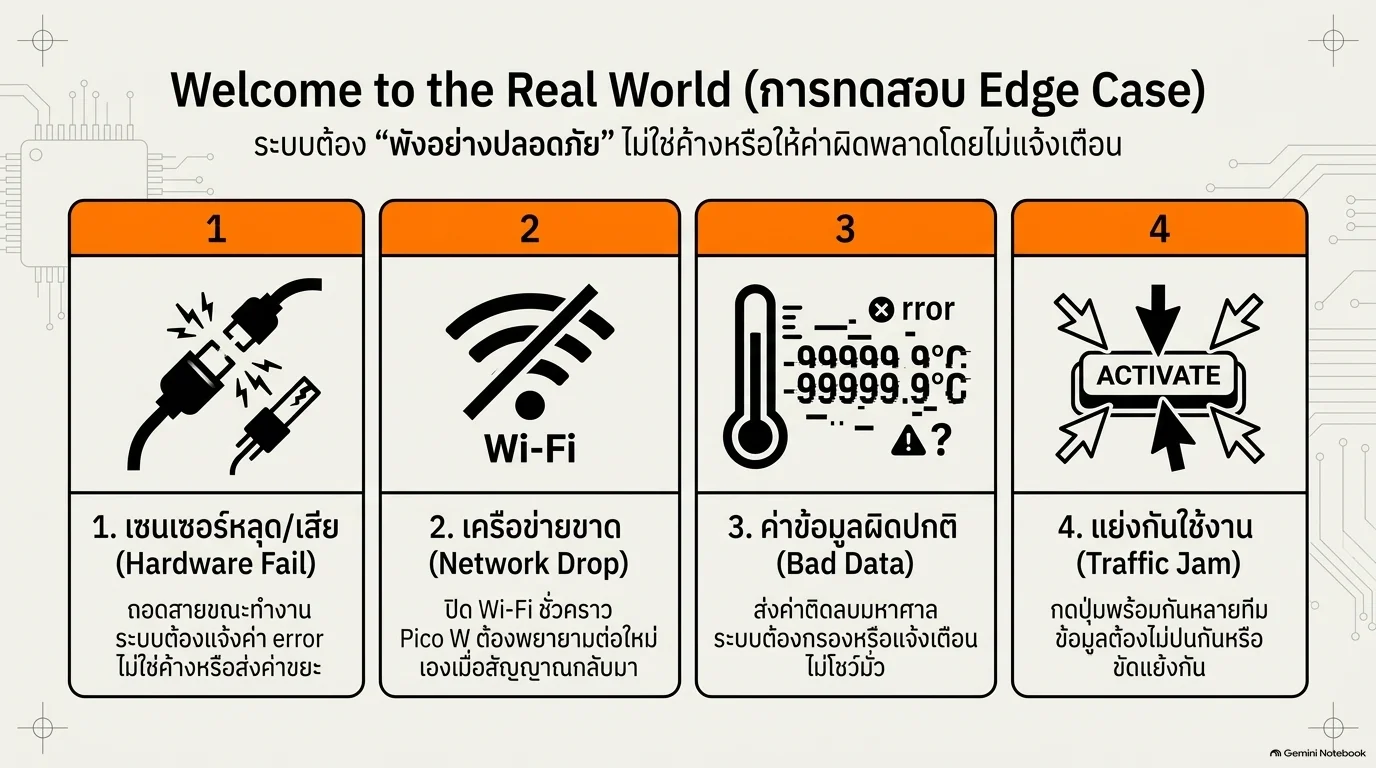 Welcome to the Real World (การทดสอบ Edge Case)
ระบบต้อง “พังอย่างปลอดภัย” ไม่ใช่ค้างหรือให้ค่าผิดพลาดโดยไม่แจ้งเตือน
1
2
3
4
Wi-Fi
rror
-99999.9°C
-99999.9°C
?
ACTIVATE
1. เซนเซอร์หลุด/เสีย
(Hardware Fail)
ถอดสายขณะทำงาน
ระบบต้องแจ้งค่า error
ไม่ใช่ค้างหรือส่งค่าขยะ
2. เครือข่ายขาด
(Network Drop)
ปิด Wi-Fi ชั่วคราว
Pico W ต้องพยายามต่อใหม่
เองเมื่อสัญญาณกลับมา
3. ค่าข้อมูลผิดปกติ
(Bad Data)
ส่งค่าติดลบมหาศาล
ระบบต้องกรองหรือแจ้งเตือน
ไม่โชว์มั่ว
4. แย่งกันใช้งาน
(Traffic Jam)
กดปุ่มพร้อมกันหลายทีม
ข้อมูลต้องไม่ปนกันหรือ
ขัดแย้งกัน
Gemini Notebook